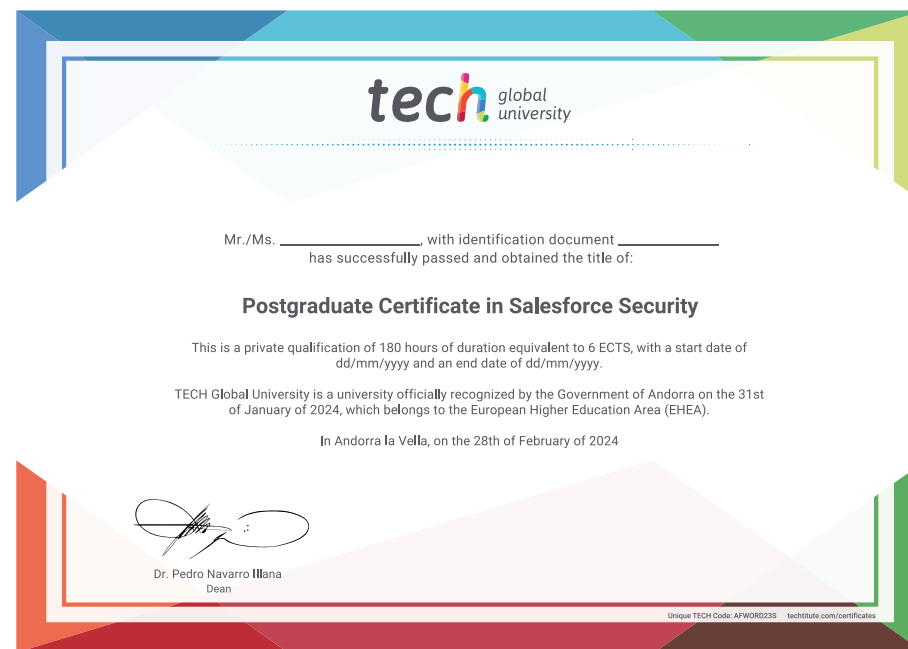 tech global
university
Mr./Ms. ____________________, with identification document ______________
has successfully passed and obtained the title of:
Postgraduate Certificate in Salesforce Security
This is a private qualification of 180 hours of duration equivalent to 6 ECTS, with a start date of
dd/mm/yyyy and an end date of dd/mm/yyyy.
TECH Global University is a university officially recognized by the Government of Andorra on the 31st
of January of 2024, which belongs to the European Higher Education Area (EHEA).
In Andorra la Vella, on the 28th of February of 2024
Dr. Pedro Navarro Illana
Dean
Unique TECH Code: AFWORD23S techtitute.com/certificates